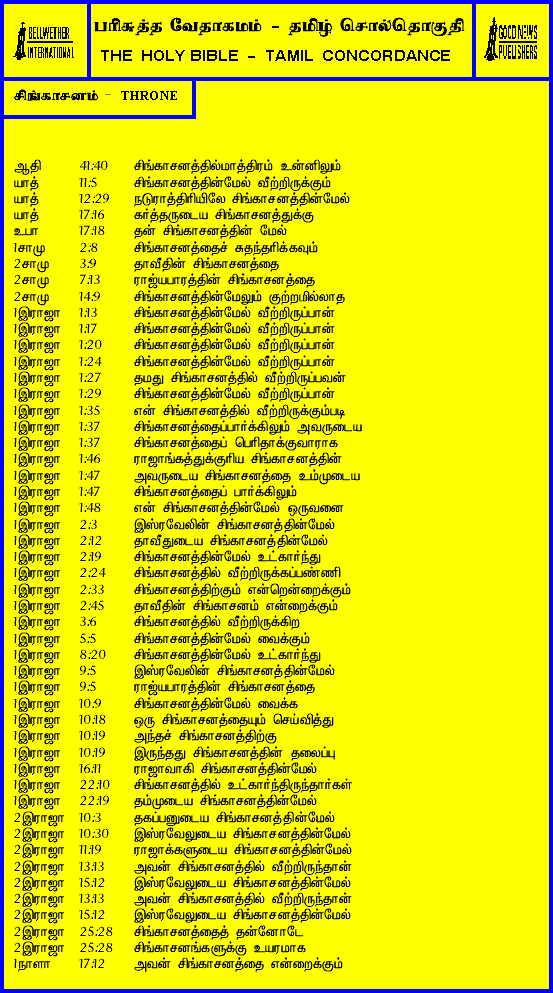 BELLWETHER INTERNATIONAL
பரிசுத்த வேதாகமம் - தமிழ் சொல்தொகுதி
THE HOLY BIBLE - TAMIL CONCORDANCE
GOOD NEWS PUBLISHERS
சிங்காசனம் - THRONE
ஆதி 41:40 சிங்காசனத்தில்மாத்திரம் உன்னிலும்
யாத் 11:5 சிங்காசனத்தின்மேல் வீற்றிருக்கும்
யாத் 12:29 நடுராத்திரியிலே சிங்காசனத்தின்மேல்
யாத் 17:16 கர்த்தருடைய சிங்காசனத்துக்கு
உபா 17:18 தன் சிங்காசனத்தின் மேல்
1சாமு 2:8 சிங்காசனத்தைச் சுதந்தரிக்கவும்
2சாமு 3:9 தாவீதின் சிங்காசனத்தை
2சாமு 7:13 ராஜ்யபாரத்தின் சிங்காசனத்தை
2சாமு 14:9 சிங்காசனத்தின்மேலும் குற்றமில்லாத
1இராஜா 1:13 சிங்காசனத்தின்மேல் வீற்றிருப்பான்
1இராஜா 1:17 சிங்காசனத்தின்மேல் வீற்றிருப்பான்
1இராஜா 1:20 சிங்காசனத்தின்மேல் வீற்றிருப்பான்
1இராஜா 1:24 சிங்காசனத்தின்மேல் வீற்றிருப்பான்
1இராஜா 1:27 தமது சிங்காசனத்தில் வீற்றிருப்பவன்
1இராஜா 1:29 சிங்காசனத்தின்மேல் வீற்றிருப்பான்
1இராஜா 1:35 என் சிங்காசனத்தில் வீற்றிருக்கும்படி
1இராஜா 1:37 சிங்காசனத்தைப்பார்க்கிலும் அவருடைய
1இராஜா 1:37 சிங்காசனத்தைப் பெரிதாக்குவாராக
1இராஜா 1:46 ராஜாங்கத்துக்குரிய சிங்காசனத்தின்
1இராஜா 1:47 அவருடைய சிங்காசனத்தை உம்முடைய
1இராஜா 1:47 சிங்காசனத்தைப் பார்க்கிலும்
1இராஜா 1:48 என் சிங்காசனத்தின்மேல் ஒருவனை
1இராஜா 2:3 இஸ்ரவேலின் சிங்காசனத்தின்மேல்
1இராஜா 2:12 தாவீதுடைய சிங்காசனத்தின்மேல்
1இராஜா 2:19 சிங்காசனத்தின்மேல் உட்கார்ந்து
1இராஜா 2:24 சிங்காசனத்தில் வீற்றிருக்கப்பண்ணி
1இராஜா 2:33 சிங்காசனத்திற்கும் என்றென்றைக்கும்
1இராஜா 2:45 தாவீதின் சிங்காசனம் என்றைக்கும்
1இராஜா 3:6 சிங்காசனத்தில் வீற்றிருக்கிற
1இராஜா 5:5 சிங்காசனத்தின்மேல் வைக்கும்
1இராஜா 8:20 சிங்காசனத்தின்மேல் உட்கார்ந்து
1இராஜா 9:5 இஸ்ரவேலின் சிங்காசனத்தின்மேல்
1இராஜா 9:5 ராஜ்யபாரத்தின் சிங்காசனத்தை
1இராஜா 10:9 சிங்காசனத்தின்மேல் வைக்க
1இராஜா 10:18 ஒரு சிங்காசனத்தையும் செய்வித்து
1இராஜா 10:19 அந்தச் சிங்காசனத்திற்கு
1இராஜா 10:19 இருந்தது சிங்காசனத்தின் தலைப்பு
1இராஜா 16:11 ராஜாவாகி சிங்காசனத்தின்மேல்
1இராஜா 22:10 சிங்காசனத்தில் உட்கார்ந்திருந்தார்கள்
1இராஜா 22:19 தம்முடைய சிங்காசனத்தின்மேல்
2இராஜா 10:3 தகப்பனுடைய சிங்காசனத்தின்மேல்
2இராஜா 10:30 இஸ்ரவேலுடைய சிங்காசனத்தின்மேல்
2இராஜா 11:19 ராஜாக்களுடைய சிங்காசனத்தின்மேல்
2இராஜா 13:13 அவன் சிங்காசனத்தில் வீற்றிருந்தான்
2இராஜா 15:12 இஸ்ரவேலுடைய சிங்காசனத்தின்மேல்
2இராஜா 13:13 அவன் சிங்காசனத்தில் வீற்றிருந்தான்
2இராஜா 15:12 இஸ்ரவேலுடைய சிங்காசனத்தின்மேல்
2இராஜா 25:28 சிங்காசனத்தைத் தன்னோடே
2இராஜா 25:28 சிங்காசனங்களுக்கு உயரமாக
1நாளா 17:12 அவன் சிங்காசனத்தை என்றைக்கும்